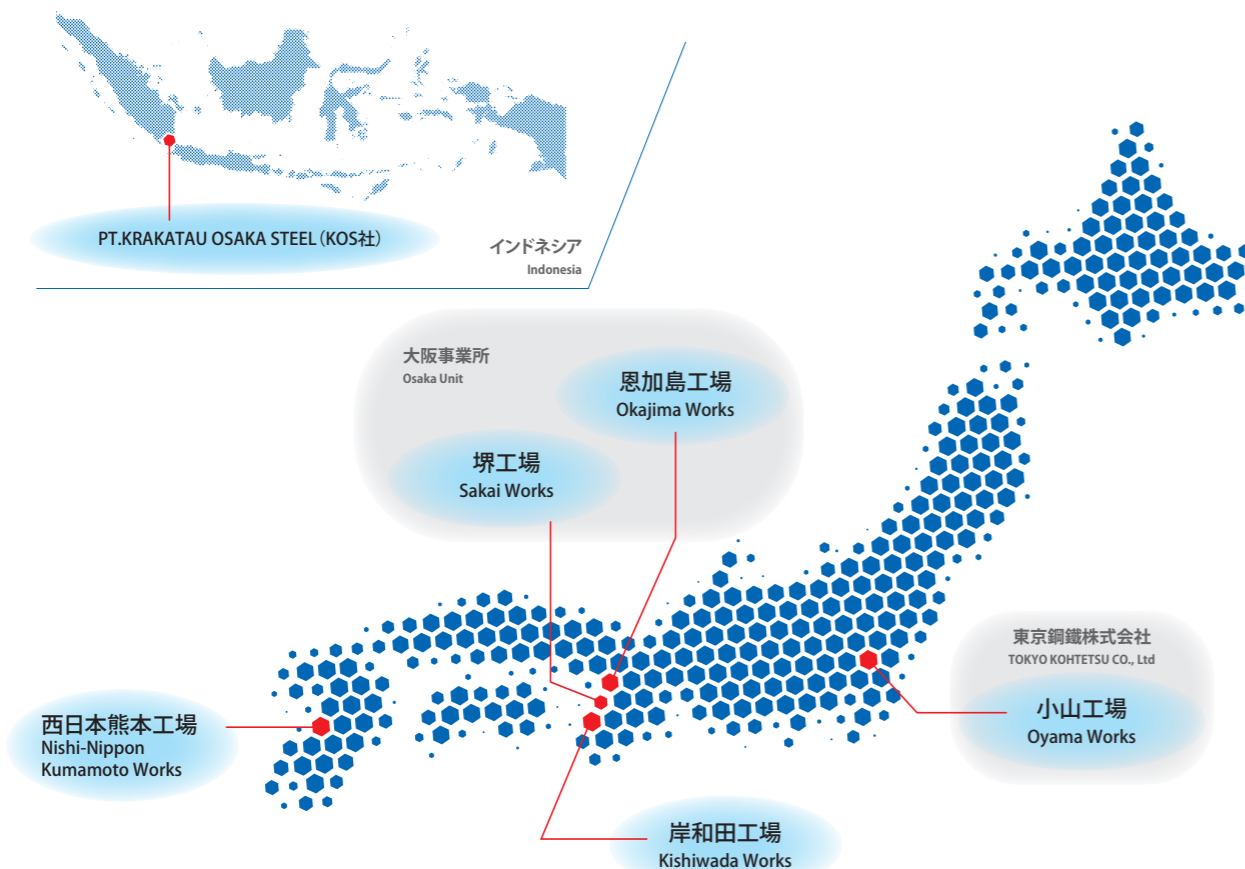 PT.KRAKATAU OSAKA STEEL（KOS社）
インドネシア
Indonesia
大阪事業所
Osaka Unit
恩加島工場
Okajima Works
堺工場
Sakai Works
東京鋼鐵株式会社
TOKYO KOHTETSU CO., Ltd
小山工場
Oyama Works
西日本熊本工場
Nishi-Nippon
Kumamoto Works
岸和田工場
Kishiwada Works